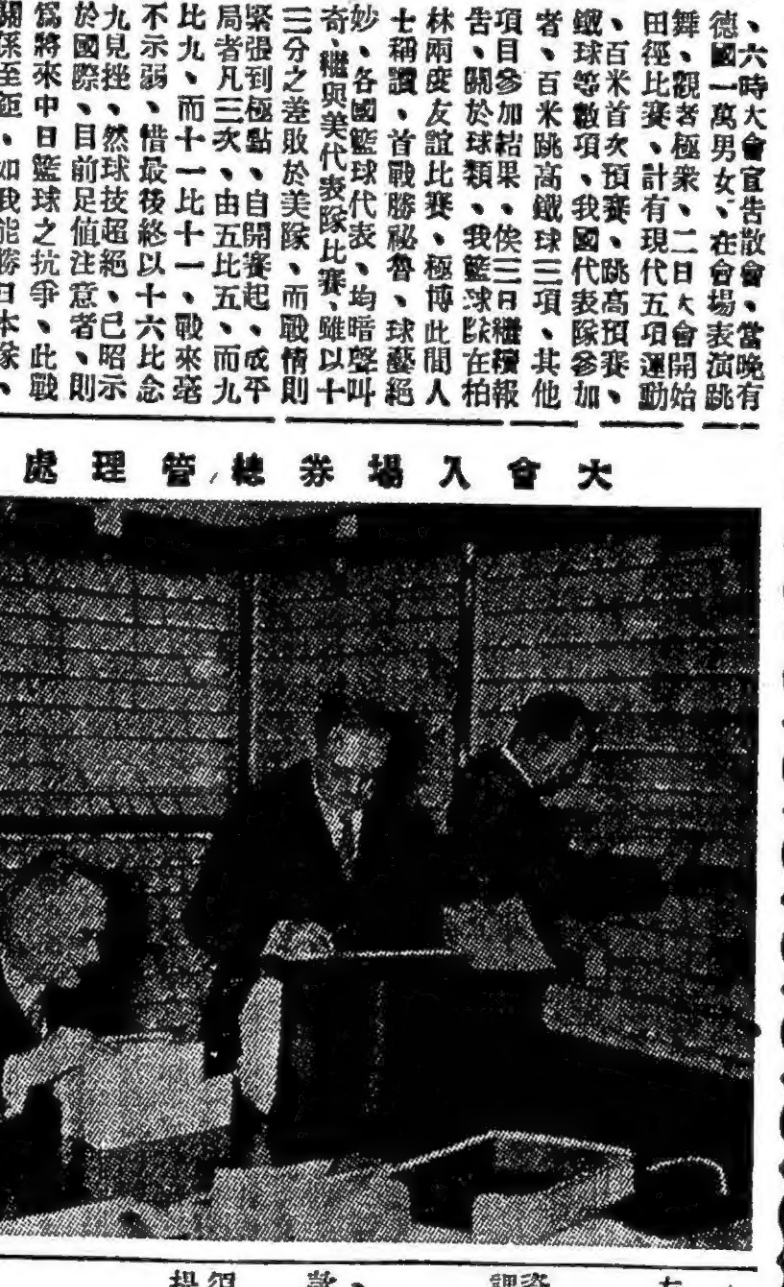 、六時大會宣告散會、當晚有
德國一萬男女、在會場表演跳
舞、觀者極衆、二日大會開始
田徑比賽、計有現代五項運動
、百米首次預賽、跳高預賽、
鐵球等數項、我國代表隊參加
者、百米跳高鐵球三項、其他
項目參加結果、俟三日繼續報
告、關於球類、我籃球隊在柏
林兩度友誼比賽、極博此間人
士稱讚、首戰勝祕魯、球藝絕
妙、各國籃球代表、均暗聲叫
奇、繼與美代表隊比賽、雖以十
三分之差敗於美隊、而戰情則
緊張到極點、自開賽起、成平
局者凡三次、由五比五、而九
比九、而十一比十一、戰來毫
不示弱、惜最後終以十六比念
九見挫、然球技超絕、已昭示
於國際、目前足值注意者、則
爲將來中日籃球之抗爭、此戰
關係至鉅、如我能勝日本隊、
大會入場券總管理處